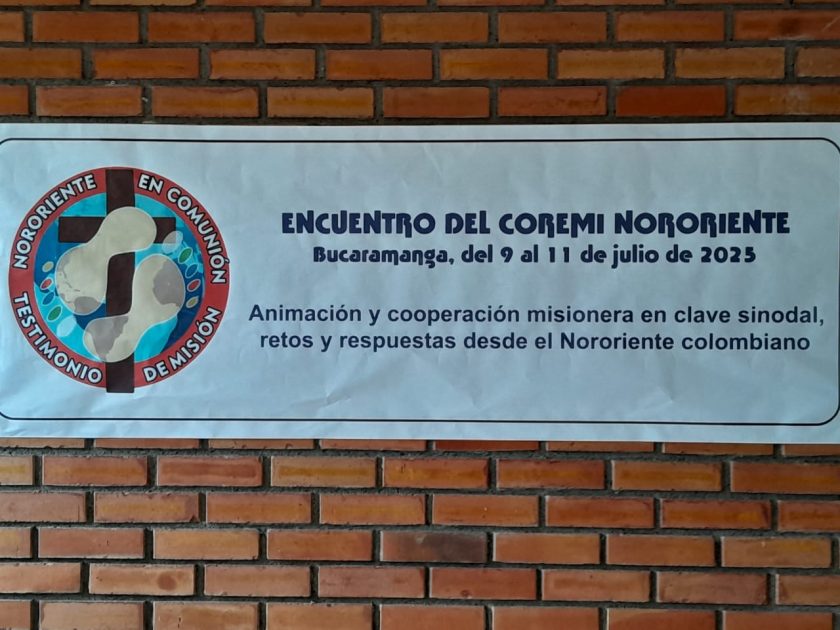 NORORIENTE
EN COMUNIÓN
TESTIMONIO
DE MISIÓN
ENCUENTRO DEL COREMI NORORIENTE
Bucaramanga, del 9 al 11 de julio de 2025
Animación y cooperación misionera en clave sinodal,
retos y respuestas desde el Nororiente colombiano